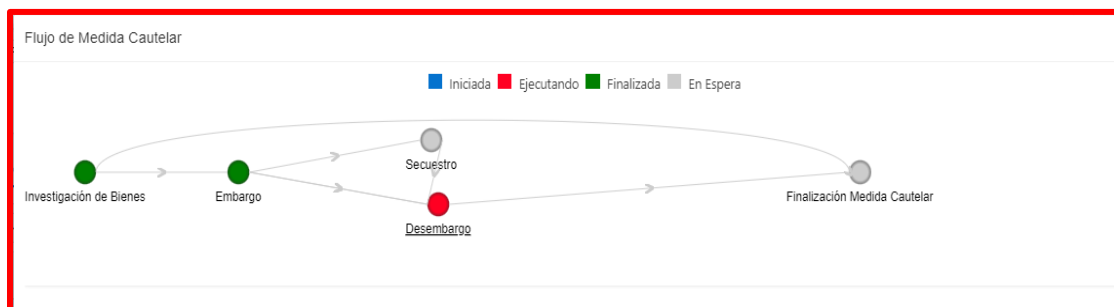 Flujo de Medida Cautelar
Iniciada Ejecutando Finalizada En Espera
Secuestro
Investigación de Bienes Embargo Finalización Medida Cautelar
Desembargo